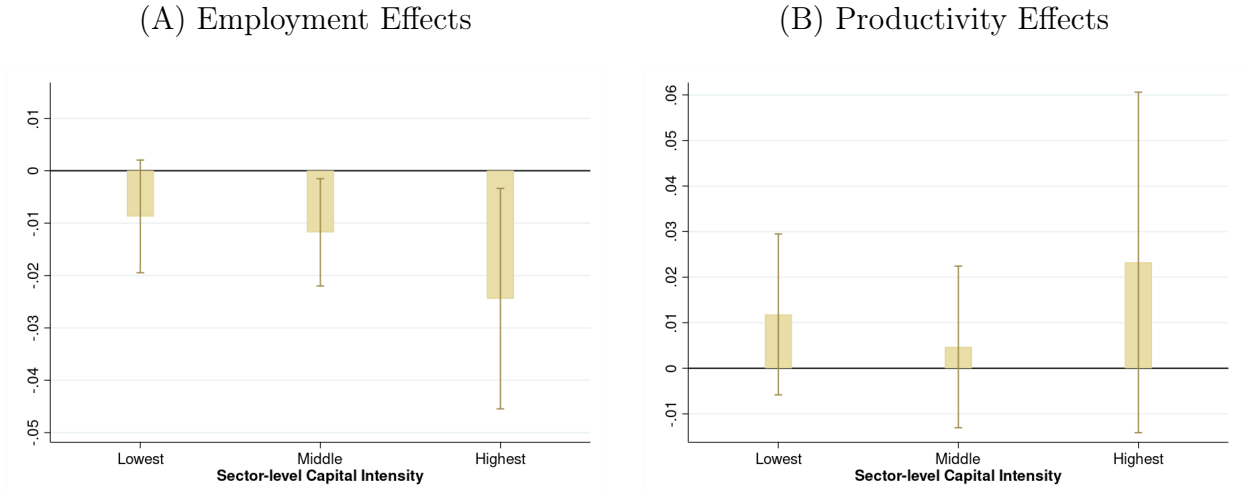 (A) Employment Effects
.01
0
-.01
-.02
-.03
-.04
-.05
Lowest Middle Highest
Sector-level Capital Intensity
(B) Productivity Effects
.06
.05
.04
.03
.02
.01
0
-.01
Lowest Middle Highest
Sector-level Capital Intensity